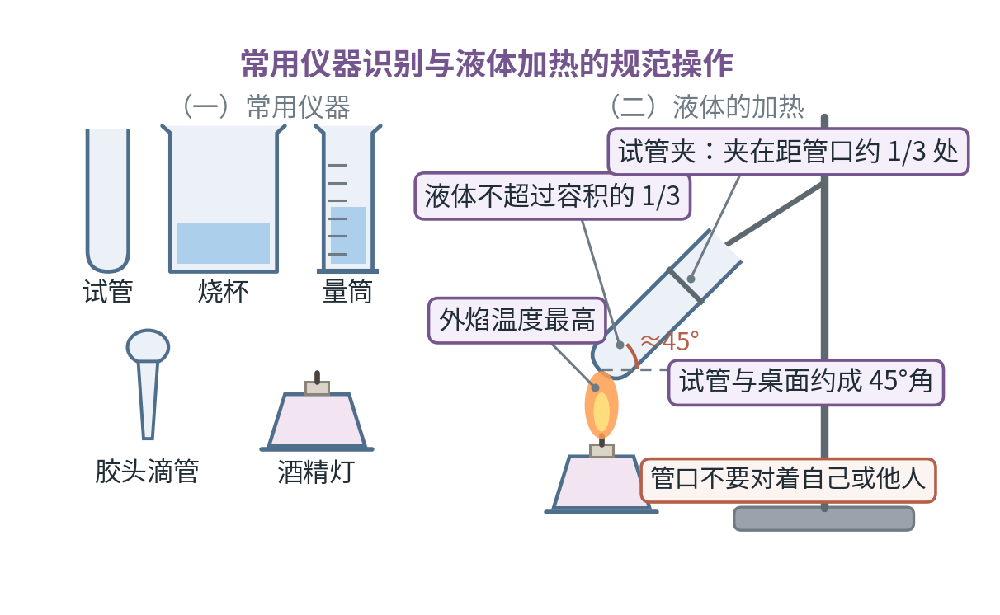 常用仪器识别与液体加热的规范操作
（一）常用仪器
（二）液体的加热
试管
烧杯
量筒
胶头滴管
酒精灯
试管夹：夹在距管口约 1/3 处
液体不超过容积的 1/3
外焰温度最高
≈45°
试管与桌面约成 45°角
管口不要对着自己或他人